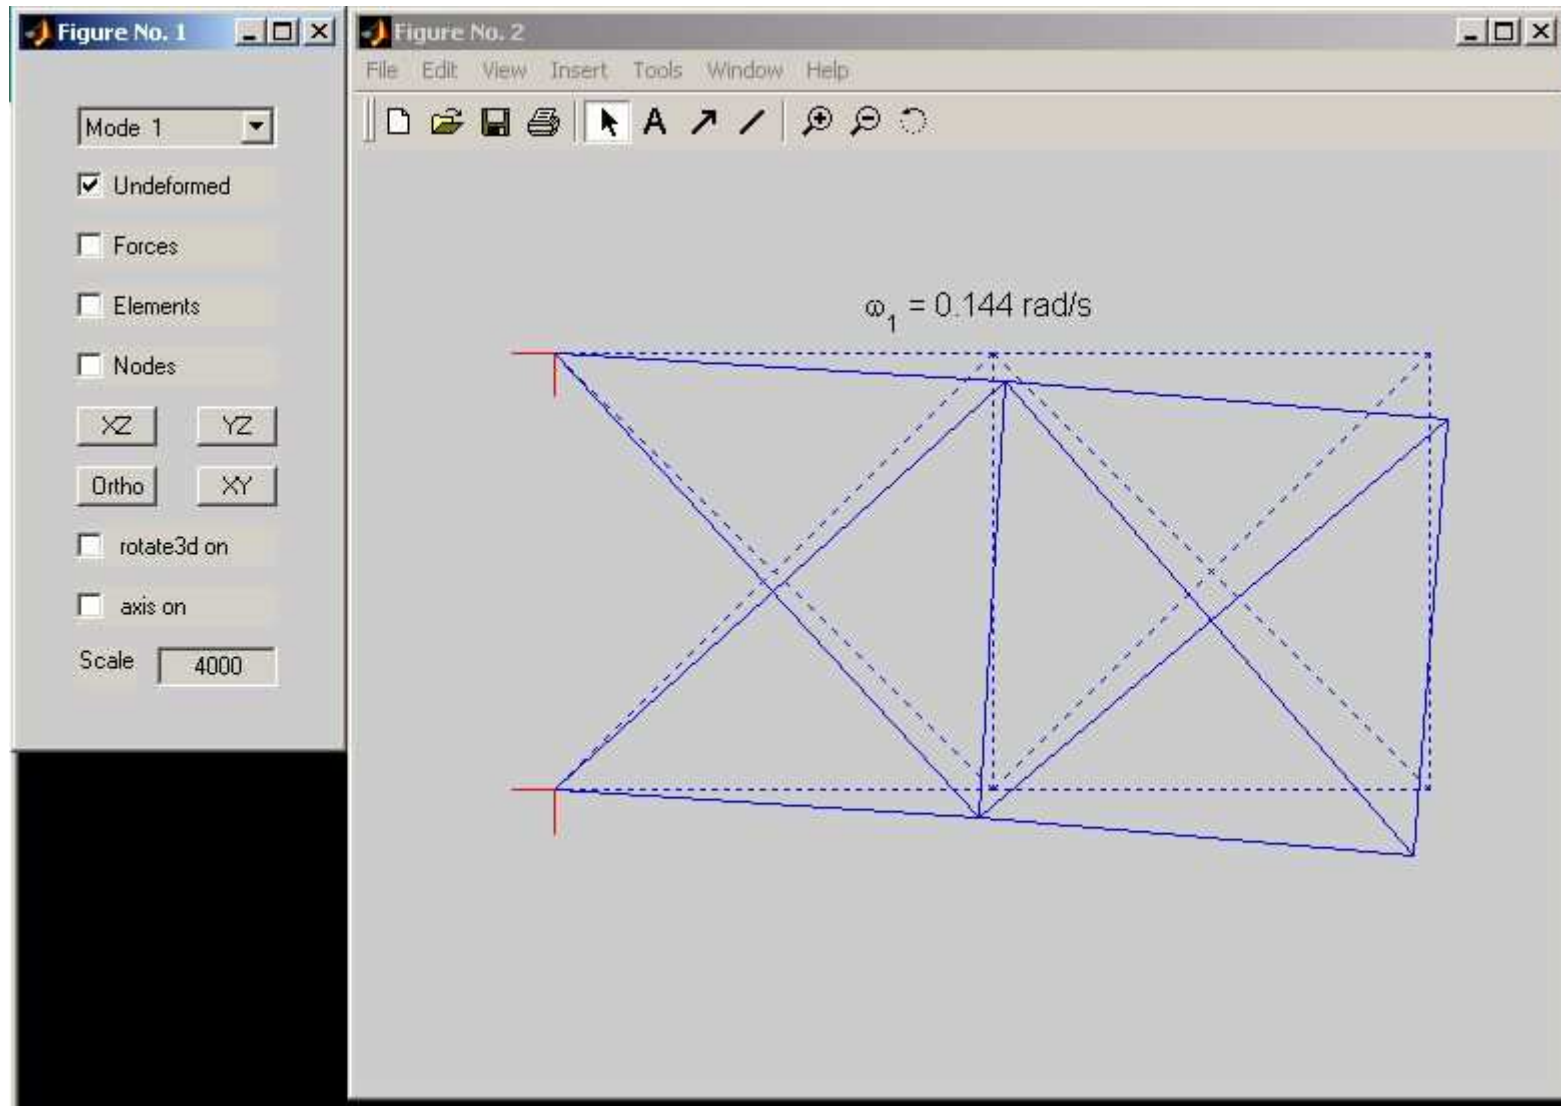 Figure No. 1
Mode 1
Undeformed
Forces
Elements
Nodes
XZ YZ
Ortho XY
rotate3d on
axis on
Scale 4000
Figure No. 2
File Edit View Insert Tools Window Help
A
ω₁ = 0.144 rad/s